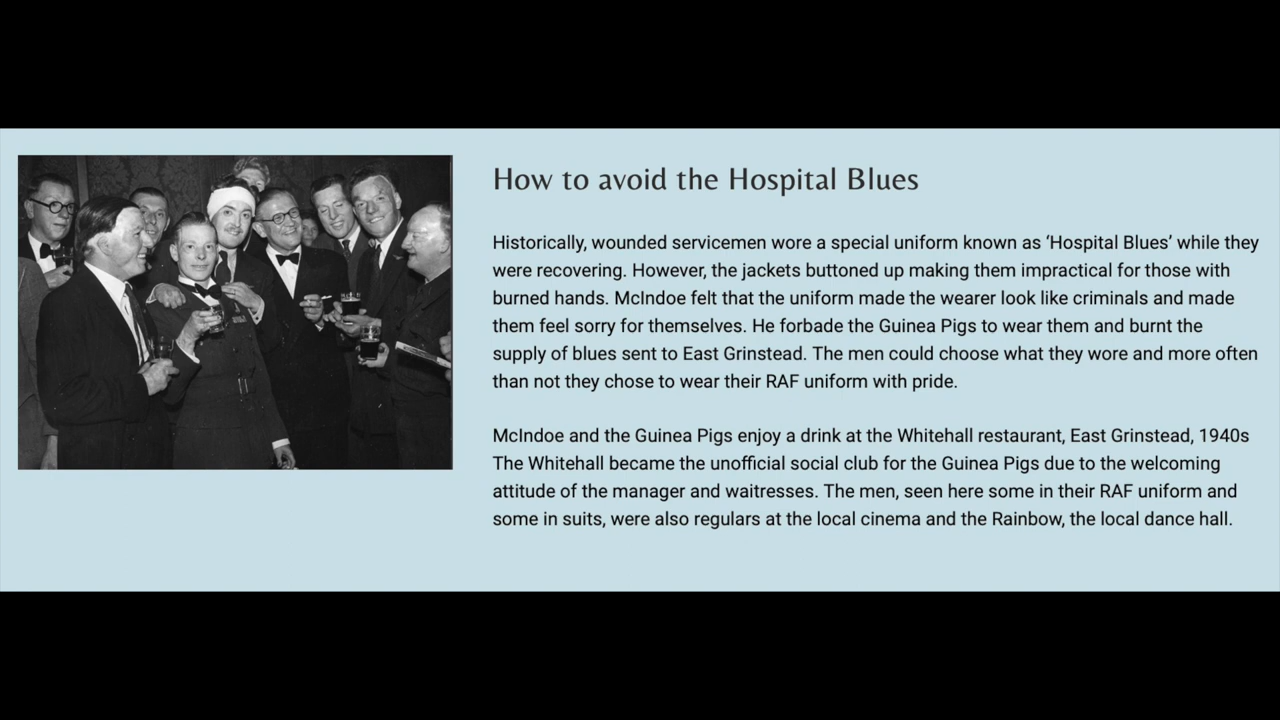 How to avoid the Hospital Blues
Historically, wounded servicemen wore a special uniform known as ‘Hospital Blues’ while they
were recovering. However, the jackets buttoned up making them impractical for those with
burned hands. McIndoe felt that the uniform made the wearer look like criminals and made
them feel sorry for themselves. He forbade the Guinea Pigs to wear them and burnt the
supply of blues sent to East Grinstead. The men could choose what they wore and more often
than not they chose to wear their RAF uniform with pride.
McIndoe and the Guinea Pigs enjoy a drink at the Whitehall restaurant, East Grinstead, 1940s
The Whitehall became the unofficial social club for the Guinea Pigs due to the welcoming
attitude of the manager and waitresses. The men, seen here some in their RAF uniform and
some in suits, were also regulars at the local cinema and the Rainbow, the local dance hall.